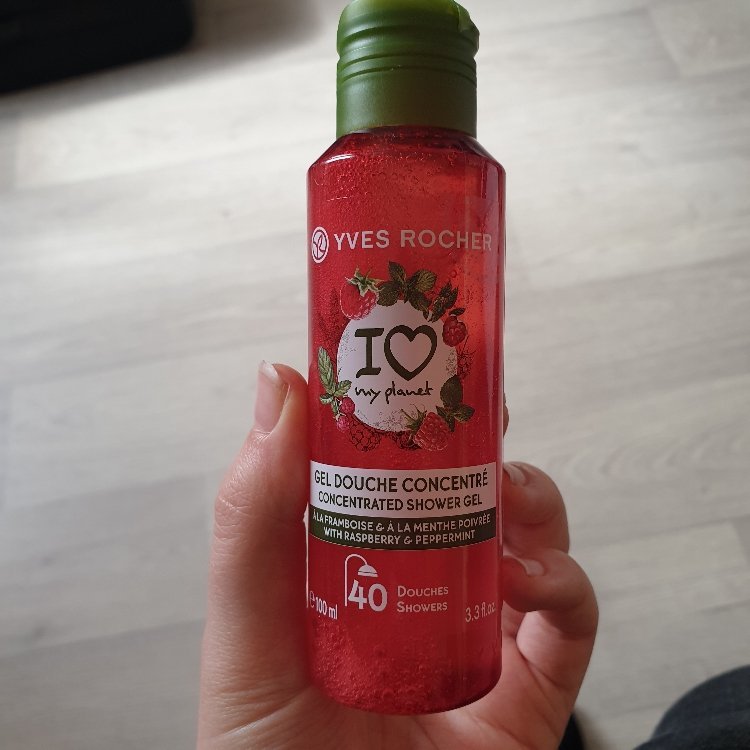 YVES ROCHER
I ♡
my planet
GEL DOUCHE CONCENTRÉ
CONCENTRATED SHOWER GEL
À LA FRAMBOISE & À LA MENTHE POIVRÉE
WITH RASPBERRY & PEPPERMINT
40 DOUCHES
SHOWERS
℮ 100 ml 3.3 fl.oz.